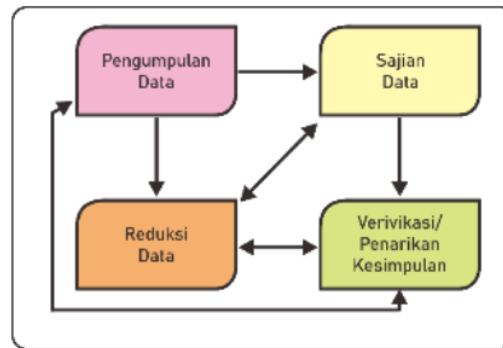 Pengumpulan
Data
Sajian
Data
Reduksi
Data
Verivikasi/
Penarikan
Kesimpulan